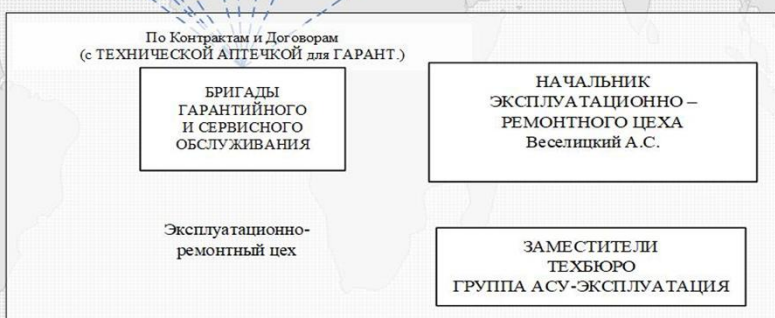 По Контрактам и Договорам
(с ТЕХНИЧЕСКОЙ АПТЕЧКОЙ для ГАРАНТ.)
БРИГАДЫ
ГАРАНТИЙНОГО
И СЕРВИСНОГО
ОБСЛУЖИВАНИЯ
НАЧАЛЬНИК
ЭКСПЛУАТАЦИОННО –
РЕМОНТНОГО ЦЕХА
Веселицкий А.С.
Эксплуатационно-
ремонтный цех
ЗАМЕСТИТЕЛИ
ТЕХБЮРО
ГРУППА АСУ-ЭКСПЛУАТАЦИЯ